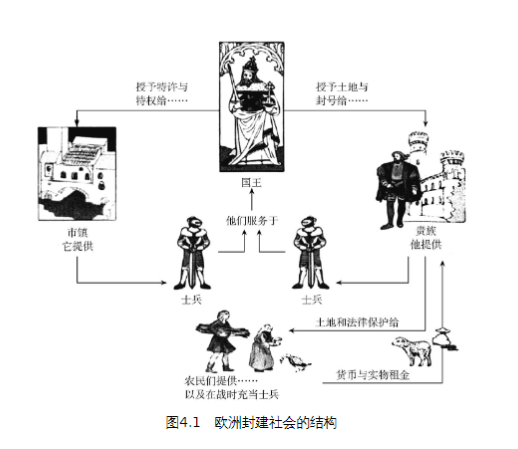 授予特许与
特权给……
授予土地与
封号给……
国王
市镇
它提供
他们服务于
贵族
他提供
士兵
士兵
土地和法律保护给
农民们提供……
以及在战时充当士兵
货币与实物租金
图4.1 欧洲封建社会的结构